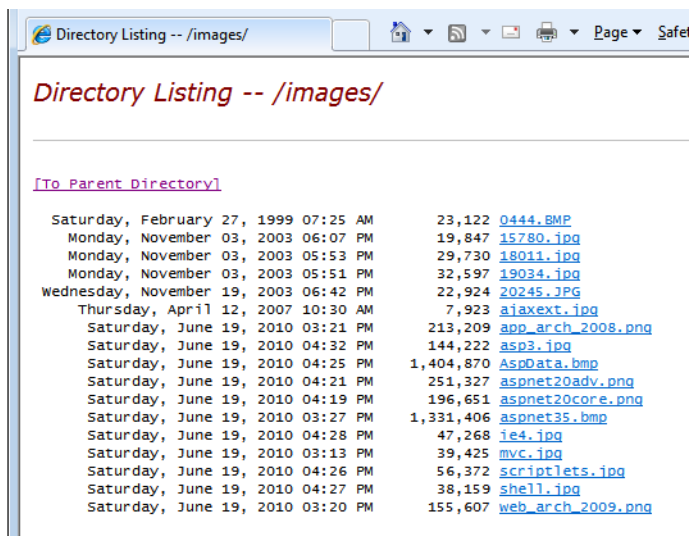 Directory Listing -- /images/
Page
Directory Listing -- /images/
[To Parent Directory]
Saturday, February 27, 1999 07:25 AM 23,122 0444.BMP
Monday, November 03, 2003 06:07 PM 19,847 15780.jpg
Monday, November 03, 2003 05:53 PM 29,730 18011.jpg
Monday, November 03, 2003 05:51 PM 32,597 19034.jpg
Wednesday, November 19, 2003 06:42 PM 22,924 20245.JPG
Thursday, April 12, 2007 10:30 AM 7,923 ajaxext.jpg
Saturday, June 19, 2010 03:21 PM 213,209 app_arch_2008.png
Saturday, June 19, 2010 04:32 PM 144,222 asp3.jpg
Saturday, June 19, 2010 04:25 PM 1,404,870 AspData.bmp
Saturday, June 19, 2010 04:21 PM 251,327 aspnet20adv.png
Saturday, June 19, 2010 04:19 PM 196,651 aspnet20core.png
Saturday, June 19, 2010 03:27 PM 1,331,406 aspnet35.bmp
Saturday, June 19, 2010 04:28 PM 47,268 ie4.jpg
Saturday, June 19, 2010 03:13 PM 39,425 mvc.jpg
Saturday, June 19, 2010 04:26 PM 56,372 scriptlets.jpg
Saturday, June 19, 2010 04:27 PM 38,159 shell.jpg
Saturday, June 19, 2010 03:20 PM 155,607 web_arch_2009.png